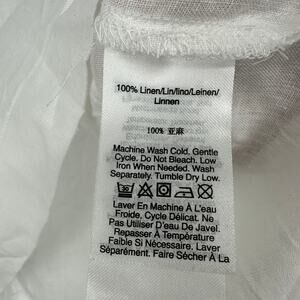 100% Linen/Lin/lino/Leinen/
Linnen
100% 亚麻
Machine Wash Cold. Gentle
Cycle. Do Not Bleach. Low
Iron When Needed. Wash
Separately. Tumble Dry Low.
Laver En Machine À L'eau
Froide, Cycle Délicat. Ne
Pas Utiliser D'eau De Javel.
Repasser À Température
Faible Si Nécessaire. Laver
Séparément. Faire Sécher À La